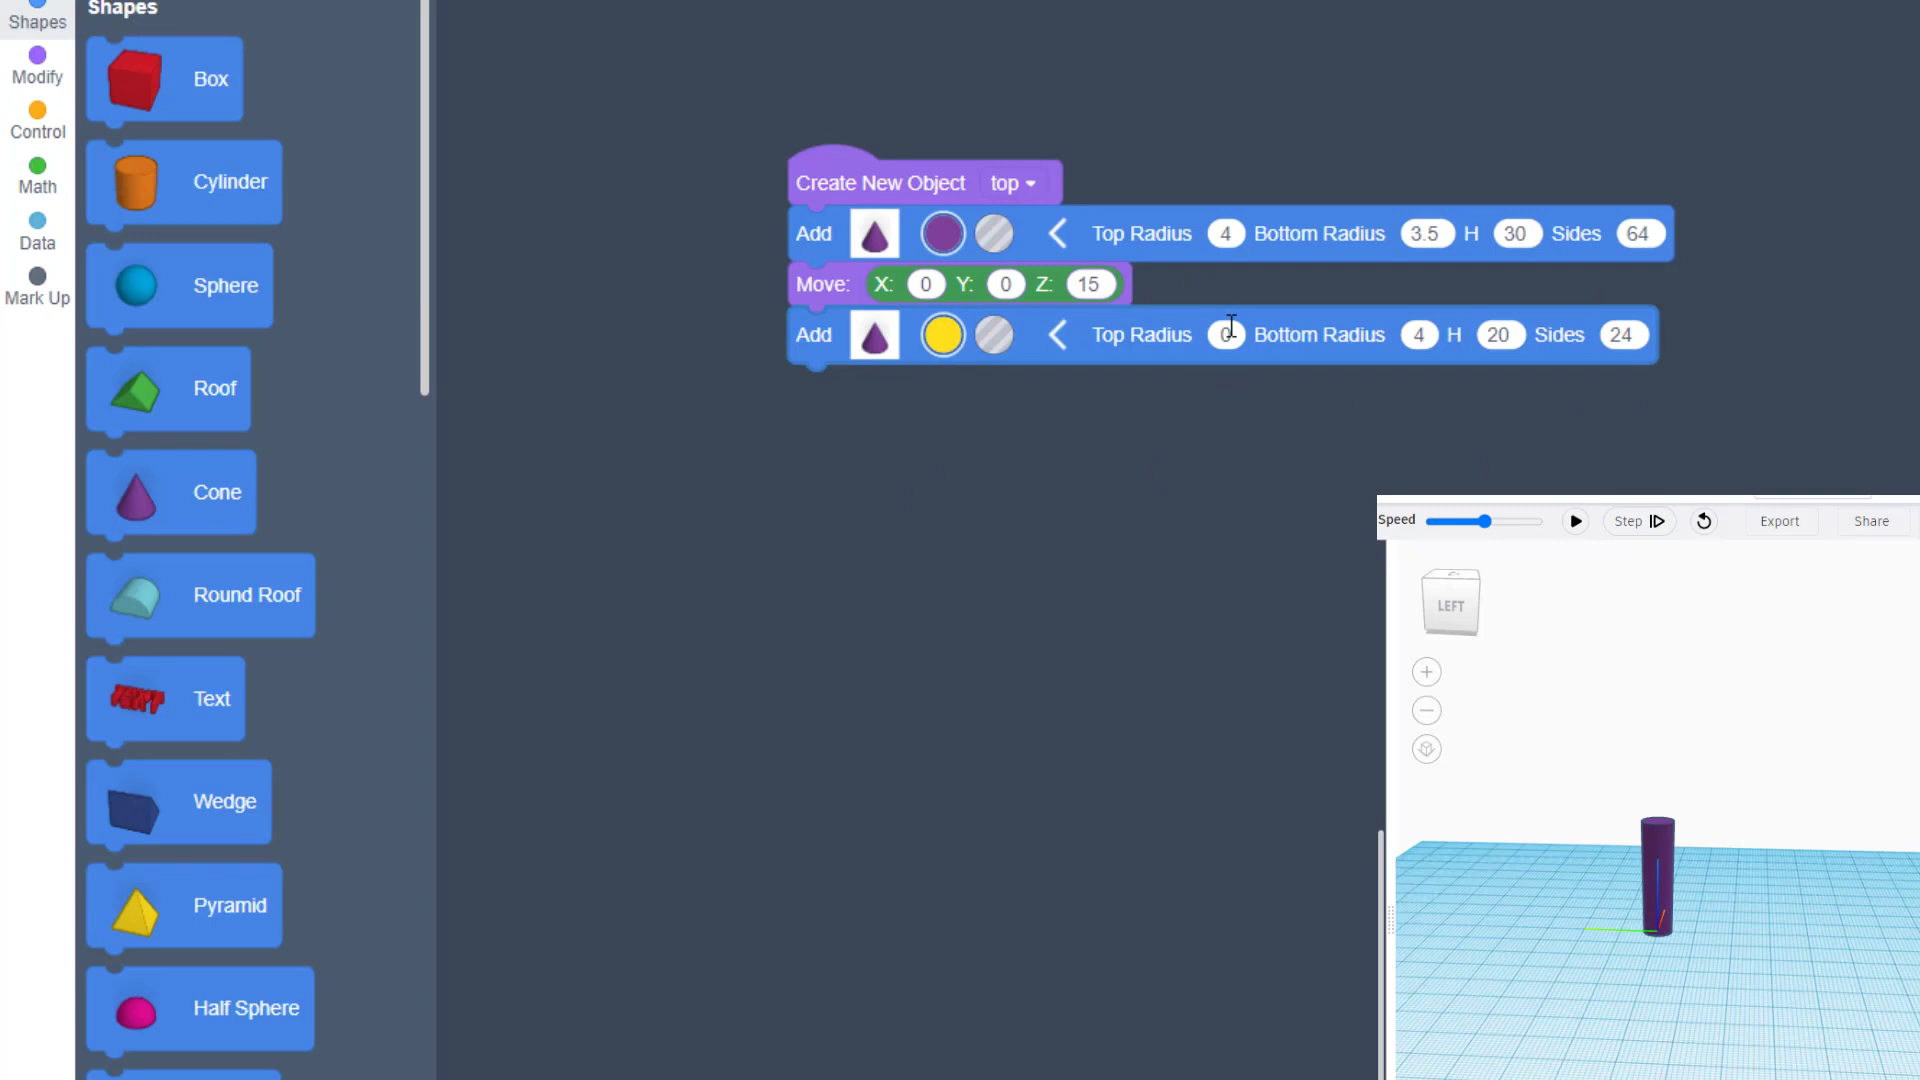 Shapes
Shapes
Modify
Control
Math
Data
Mark Up
Box
Cylinder
Sphere
Roof
Cone
Round Roof
Text
Wedge
Pyramid
Half Sphere
Create New Object top
Add Top Radius 4 Bottom Radius 3.5 H 30 Sides 64
Move: X: 0 Y: 0 Z: 15
Add Top Radius 0 Bottom Radius 4 H 20 Sides 24
Speed Step Export Share
LEFT